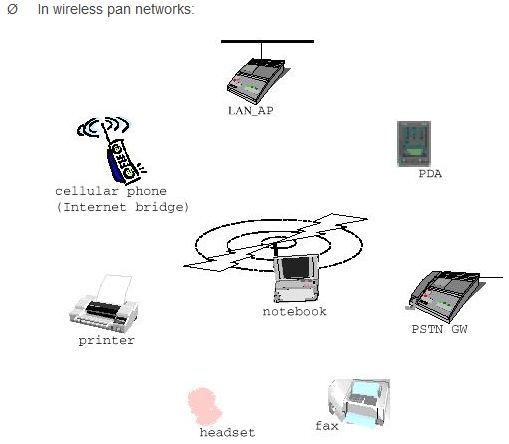 Ø In wireless pan networks:
LAN_AP
PDA
cellular phone
(Internet bridge)
notebook
PSTN GW
printer
headset
fax